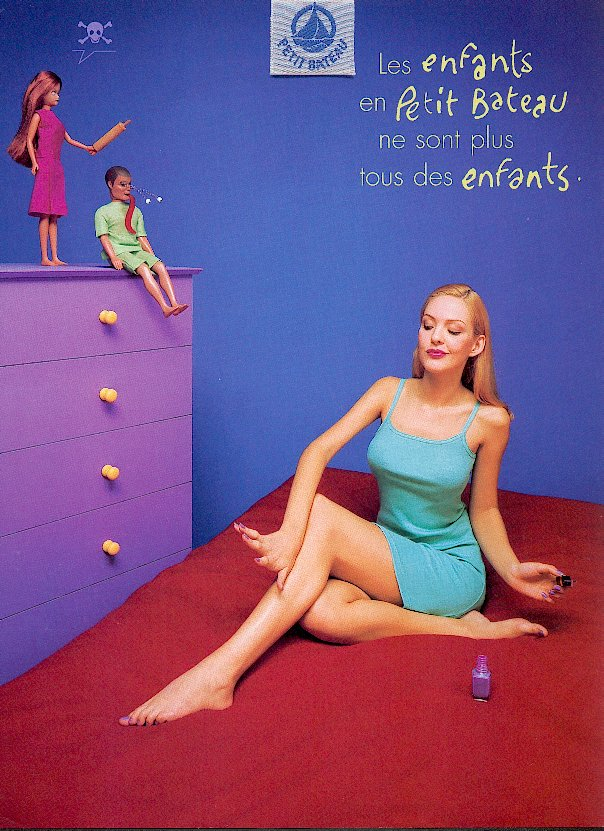 PETIT BATEAU
Les enfants
en Petit Bateau
ne sont plus
tous des enfants.